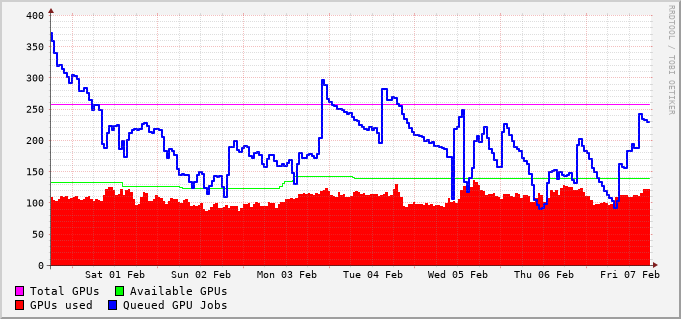 400
350
300
250
200
150
100
50
0
Sat 01 Feb Sun 02 Feb Mon 03 Feb Tue 04 Feb Wed 05 Feb Thu 06 Feb Fri 07 Feb
Total GPUs Available GPUs
GPUs used Queued GPU Jobs
RRDTOOL / TOBI OETIKER